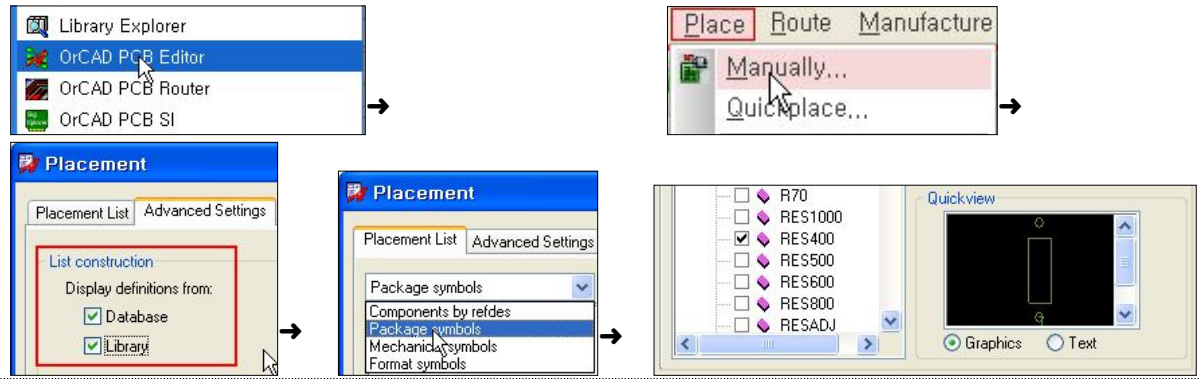 Library Explorer
OrCAD PCB Editor
OrCAD PCB Router
OrCAD PCB SI
Place Route Manufacture
Manually...
Quickplace...
Placement
Placement List Advanced Settings
List construction
Display definitions from:
Database
Library
Placement
Placement List Advanced Settings
Package symbols
Components by refdes
Package symbols
Mechanical symbols
Format symbols
R70
RES1000
RES400
RES500
RES600
RES800
RESADJ
Quickview
Graphics Text